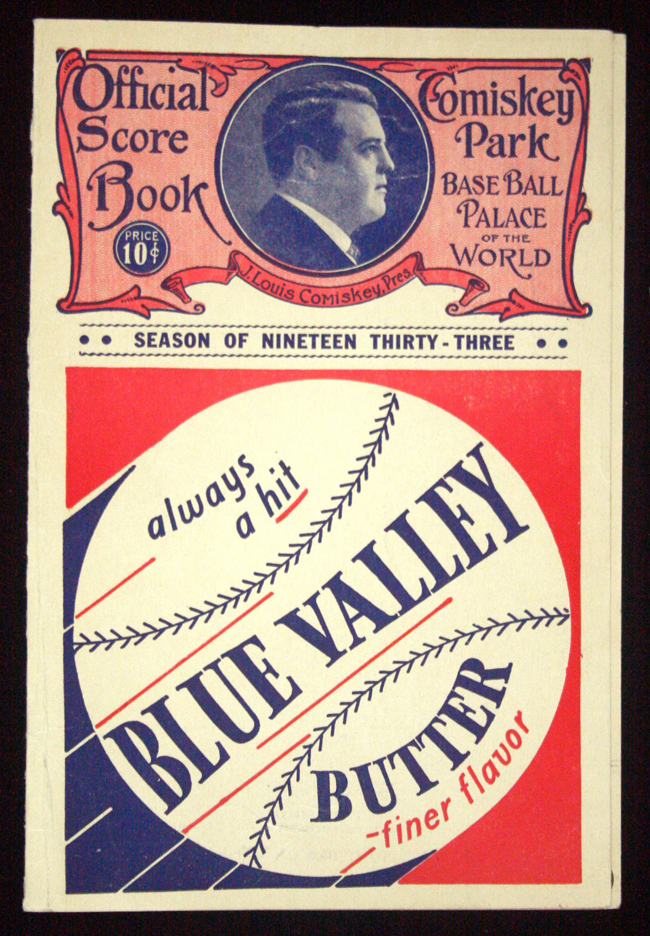 Official
Score
Book
PRICE
10¢
J. Louis Comiskey, Pres.
Comiskey
Park
BASE BALL
PALACE
OF THE
WORLD
SEASON OF NINETEEN THIRTY-THREE
always
a hit
BLUE VALLEY
BUTTER
-finer flavor